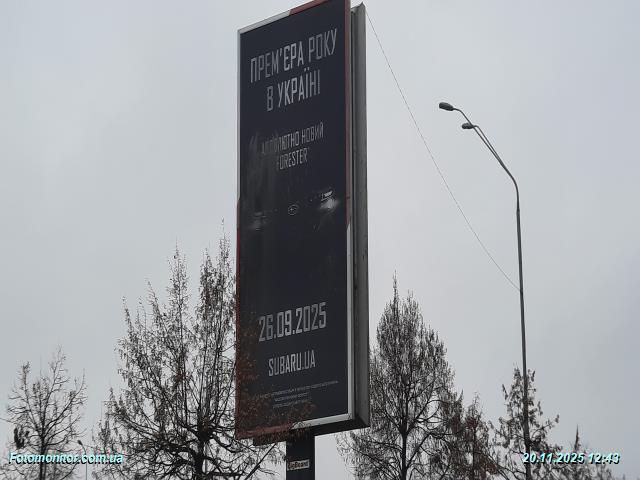 ПРЕМ'ЄРА РОКУ
В УКРАЇНІ
АБСОЛЮТНО НОВИЙ
FORESTER
26.09.2025
SUBARU.UA
BigBoard
Fotomonitor.com.ua
20.11.2025 12:43